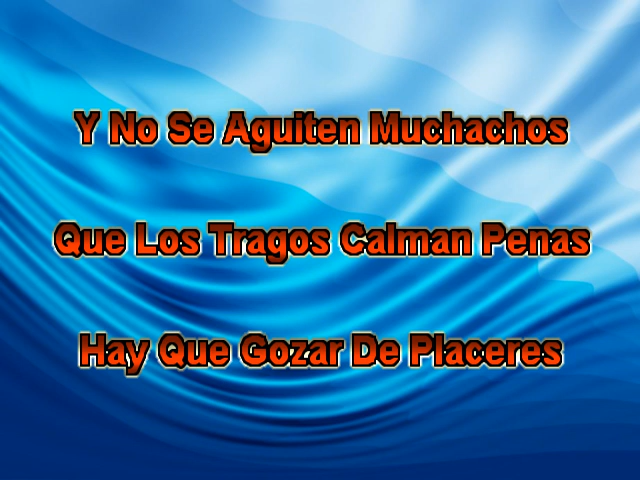 Y No Se Aguiten Muchachos
Que Los Tragos Calman Penas
Hay Que Gozar De Placeres